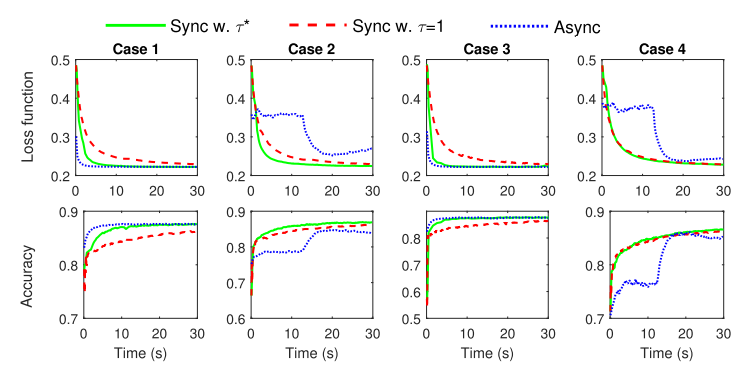 Sync w. τ* Sync w. τ=1 Async
Case 1 Case 2 Case 3 Case 4
Loss function
0.5 0.5 0.5 0.5
0.4 0.4 0.4 0.4
0.3 0.3 0.3 0.3
0.2 0.2 0.2 0.2
0 10 20 30 0 10 20 30 0 10 20 30 0 10 20 30
Accuracy
0.9 0.9 0.9 0.9
0.8 0.8 0.8 0.8
0.7 0.7 0.7 0.7
0.6 0.6
0.5
0 10 20 30 0 10 20 30 0 10 20 30 0 10 20 30
Time (s) Time (s) Time (s) Time (s)